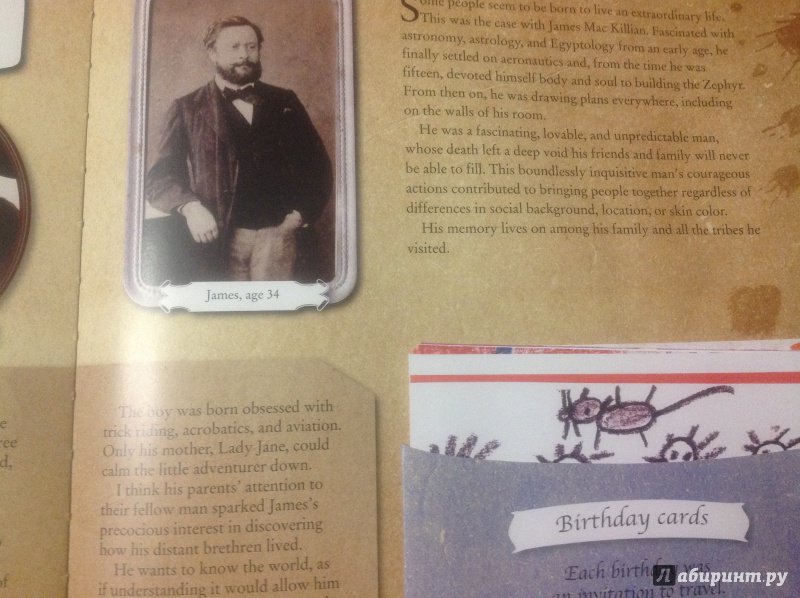 James, age 34
Some people seem to be born to live an extraordinary life.
This was the case with James Mac Killian. Fascinated with
astronomy, astrology, and Egyptology from an early age, he
finally settled on aeronautics and, from the time he was
fifteen, devoted himself body and soul to building the Zephyr.
From then on, he was drawing plans everywhere, including
on the walls of his room.
He was a fascinating, lovable, and unpredictable man,
whose death left a deep void his friends and family will never
be able to fill. This boundlessly inquisitive man's courageous
actions contributed to bringing people together regardless of
differences in social background, location, or skin color.
His memory lives on among his family and all the tribes he
visited.
The boy was born obsessed with
trick riding, acrobatics, and aviation.
Only his mother, Lady Jane, could
calm the little adventurer down.
I think his parents' attention to
their fellow man sparked James's
precocious interest in discovering
how his distant brethren lived.
He wants to know the world, as
if understanding it would allow him
Birthday cards
Each birthday was
an invitation to travel.
Лабиринт.ру